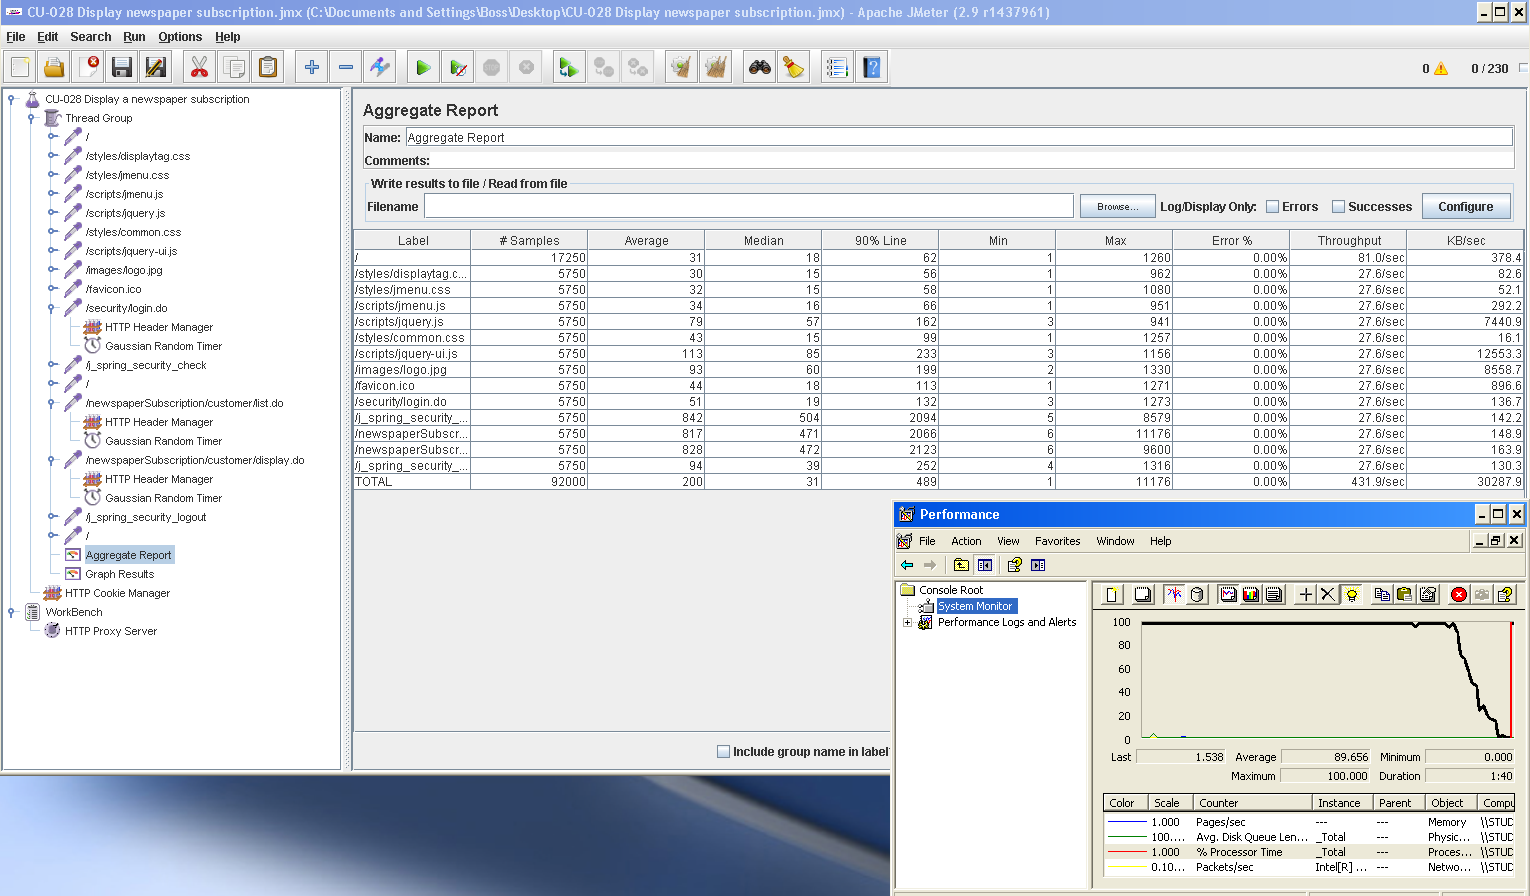 CU-028 Display newspaper subscription.jmx (C:\Documents and Settings\Boss\Desktop\CU-028 Display newspaper subscription.jmx) - Apache JMeter (2.9 r1437961)
File Edit Search Run Options Help
0 0 / 230
CU-028 Display a newspaper subscription
Thread Group
/
/styles/displaytag.css
/styles/jmenu.css
/scripts/jmenu.js
/scripts/jquery.js
/styles/common.css
/scripts/jquery-ui.js
/images/logo.jpg
/favicon.ico
/security/login.do
HTTP Header Manager
Gaussian Random Timer
/j_spring_security_check
/
/newspaperSubscription/customer/list.do
HTTP Header Manager
Gaussian Random Timer
/newspaperSubscription/customer/display.do
HTTP Header Manager
Gaussian Random Timer
/j_spring_security_logout
/
Aggregate Report
Graph Results
HTTP Cookie Manager
WorkBench
HTTP Proxy Server
Aggregate Report
Name: Aggregate Report
Comments:
Write results to file / Read from file
Filename Browse... Log/Display Only: Errors Successes Configure
Label # Samples Average Median 90% Line Min Max Error % Throughput KB/sec
/ 17250 31 18 62 1 1260 0.00% 81.0/sec 378.4
/styles/displaytag.c... 5750 30 15 56 1 962 0.00% 27.6/sec 82.6
/styles/jmenu.css 5750 32 15 58 1 1080 0.00% 27.6/sec 52.1
/scripts/jmenu.js 5750 34 16 66 1 951 0.00% 27.6/sec 292.2
/scripts/jquery.js 5750 79 57 162 3 941 0.00% 27.6/sec 7440.9
/styles/common.css 5750 43 15 99 1 1257 0.00% 27.6/sec 16.1
/scripts/jquery-ui.js 5750 113 85 233 3 1156 0.00% 27.6/sec 12553.3
/images/logo.jpg 5750 93 60 199 2 1330 0.00% 27.6/sec 8558.7
/favicon.ico 5750 44 18 113 1 1271 0.00% 27.6/sec 896.6
/security/login.do 5750 51 19 132 3 1273 0.00% 27.6/sec 136.7
/j_spring_security_... 5750 842 504 2094 5 8579 0.00% 27.6/sec 142.2
/newspaperSubscr... 5750 817 471 2066 6 11176 0.00% 27.6/sec 148.9
/newspaperSubscr... 5750 828 472 2123 6 9600 0.00% 27.6/sec 163.9
/j_spring_security_... 5750 94 39 252 4 1316 0.00% 27.6/sec 130.3
TOTAL 92000 200 31 489 1 11176 0.00% 431.9/sec 30287.9
Include group name in label?
Performance
File Action View Favorites Window Help
Console Root
System Monitor
Performance Logs and Alerts
100
80
60
40
20
0
Last 1.538 Average 89.656 Minimum 0.000
Maximum 100.000 Duration 1:40
Color Scale Counter Instance Parent Object Compu
1.000 Pages/sec --- --- Memory \\STUD
100.... Avg. Disk Queue Len... _Total --- Physic... \\STUD
1.000 % Processor Time _Total --- Proces... \\STUD
0.10... Packets/sec Intel[R] ... --- Netwo... \\STUD